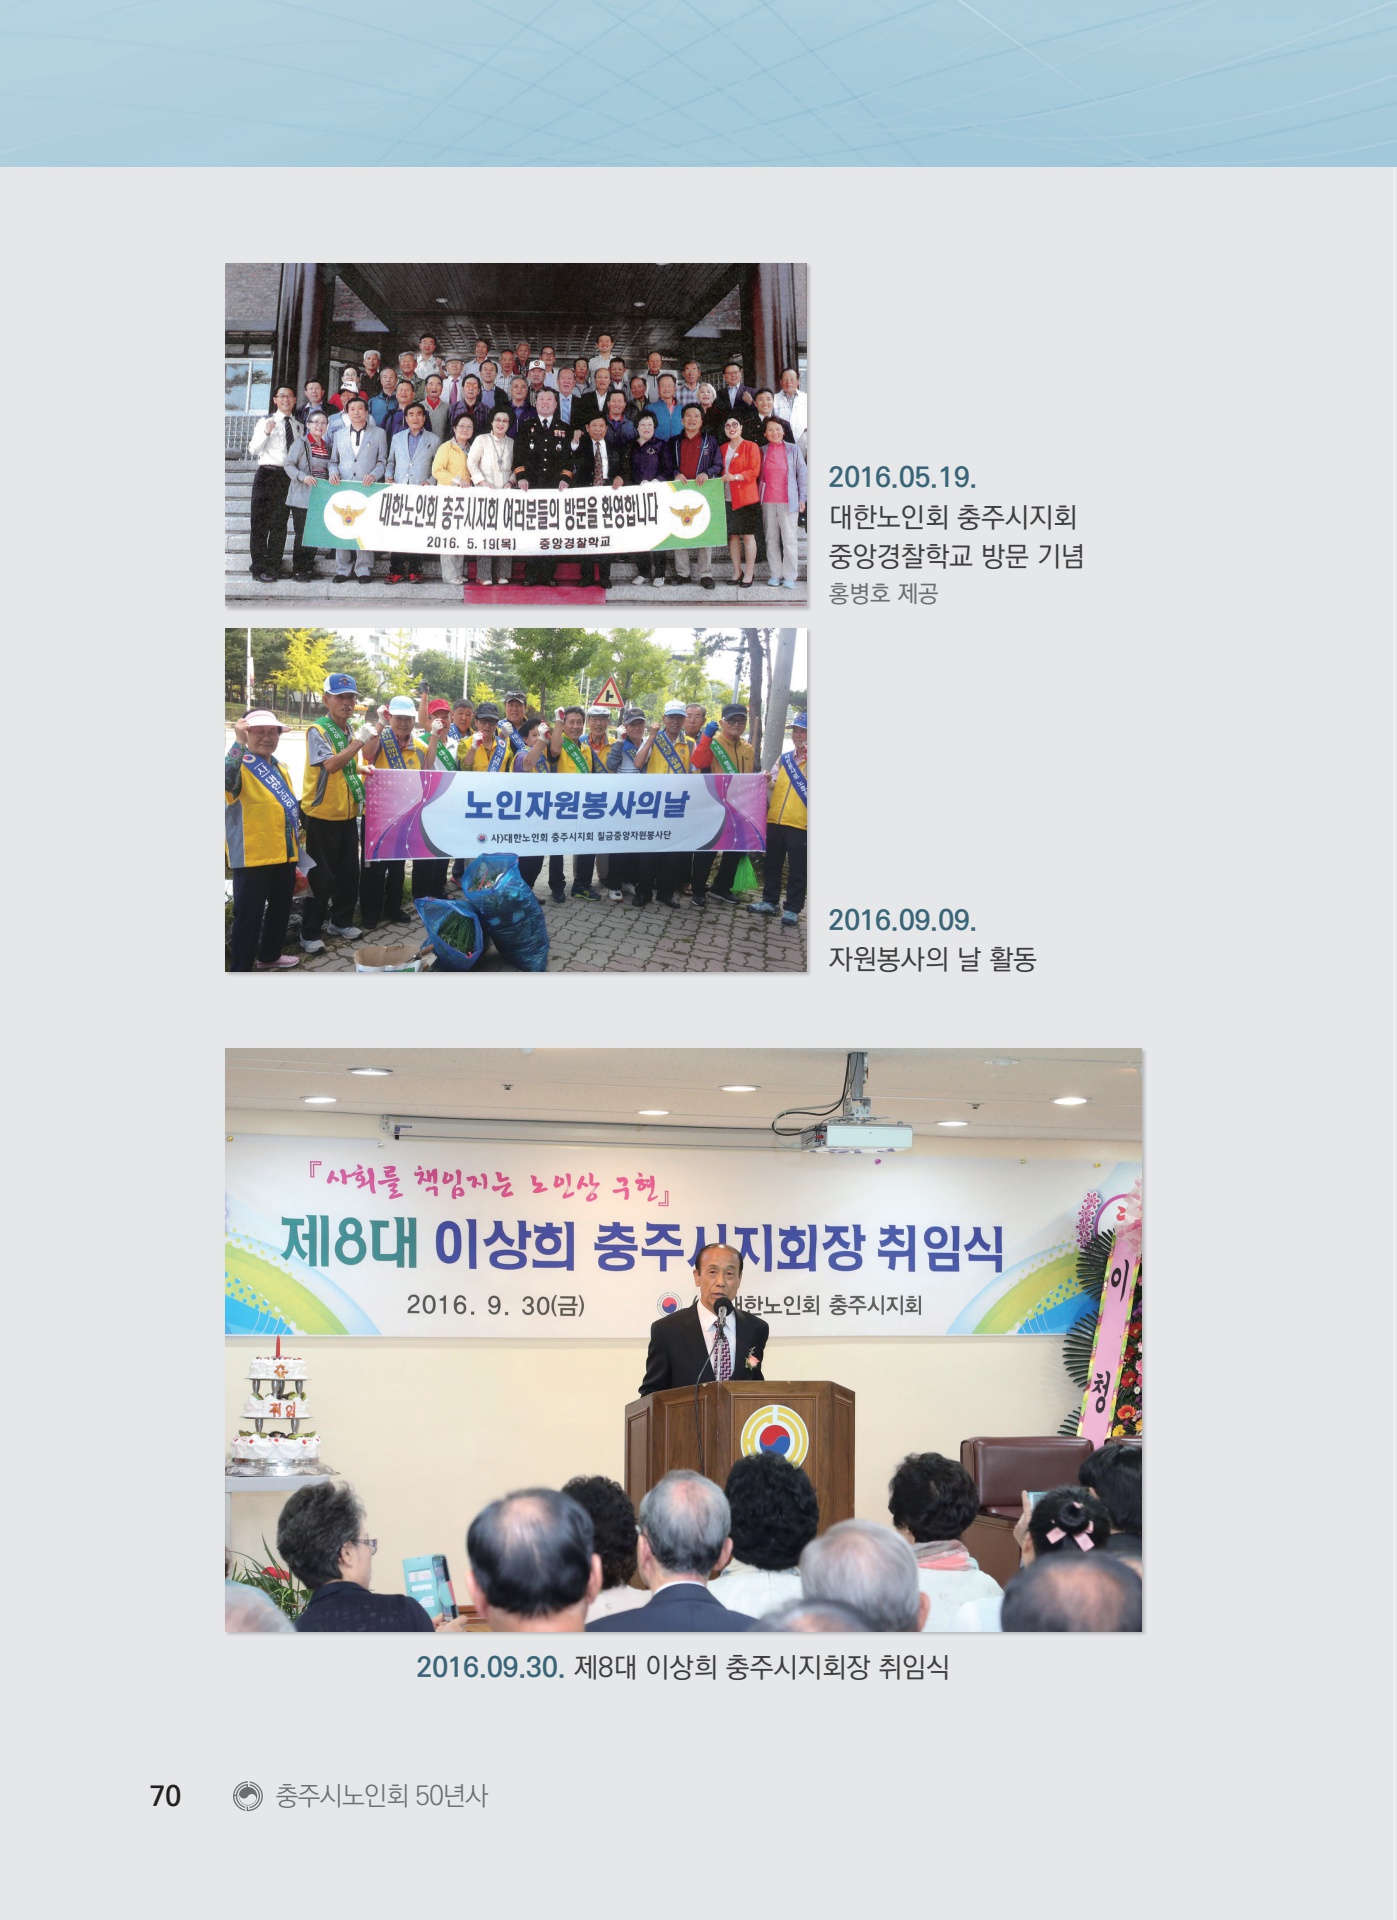 대한노인회 충주시지회 여러분들의 방문을 환영합니다
2016. 5. 19(목) 중앙경찰학교
2016.05.19.
대한노인회 충주시지회
중앙경찰학교 방문 기념
홍병호 제공
노인자원봉사의날
사)대한노인회 충주시지회 칠금중앙자원봉사단
2016.09.09.
자원봉사의 날 활동
『사회를 책임지는 노인상 구현』
제8대 이상희 충주시지회장 취임식
2016. 9. 30(금) 대한노인회 충주시지회
이
청
축
취임
2016.09.30. 제8대 이상희 충주시지회장 취임식
70 충주시노인회 50년사